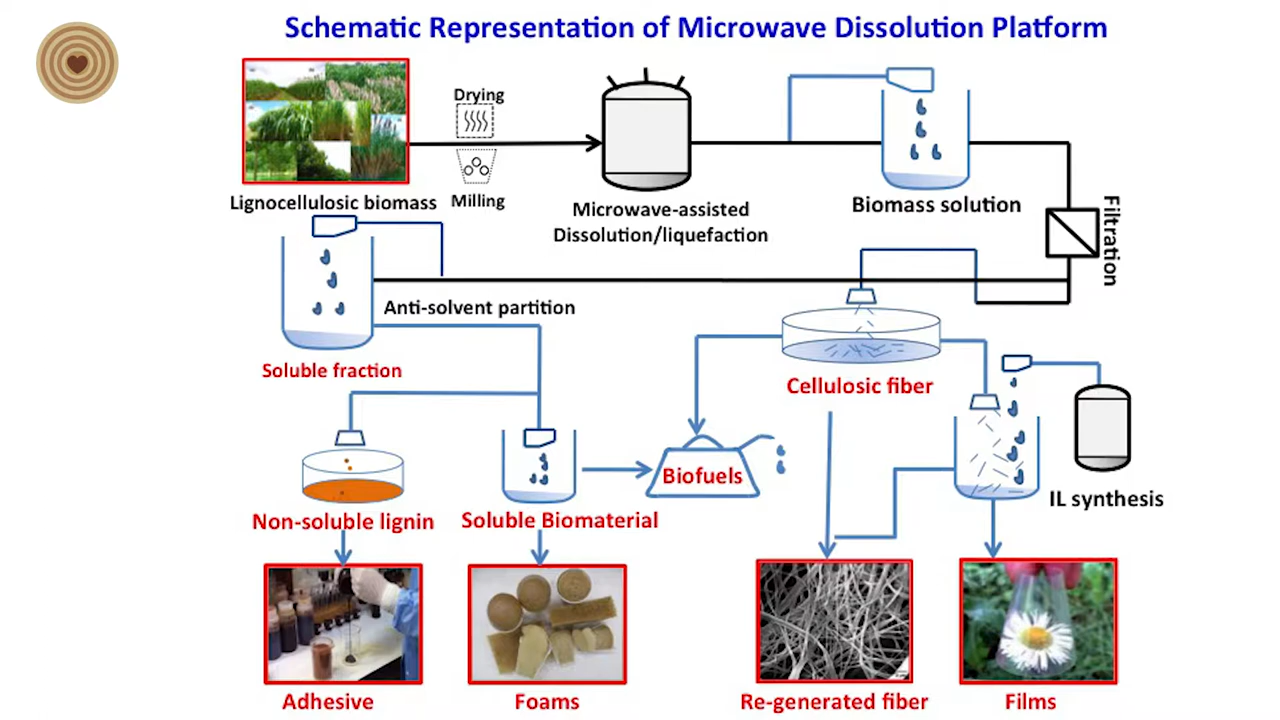 Schematic Representation of Microwave Dissolution Platform
Drying
Lignocellulosic biomass
Milling
Microwave-assisted
Dissolution/liquefaction
Biomass solution
Filtration
Anti-solvent partition
Soluble fraction
Cellulosic fiber
Biofuels
IL synthesis
Non-soluble lignin
Soluble Biomaterial
Adhesive
Foams
Re-generated fiber
Films